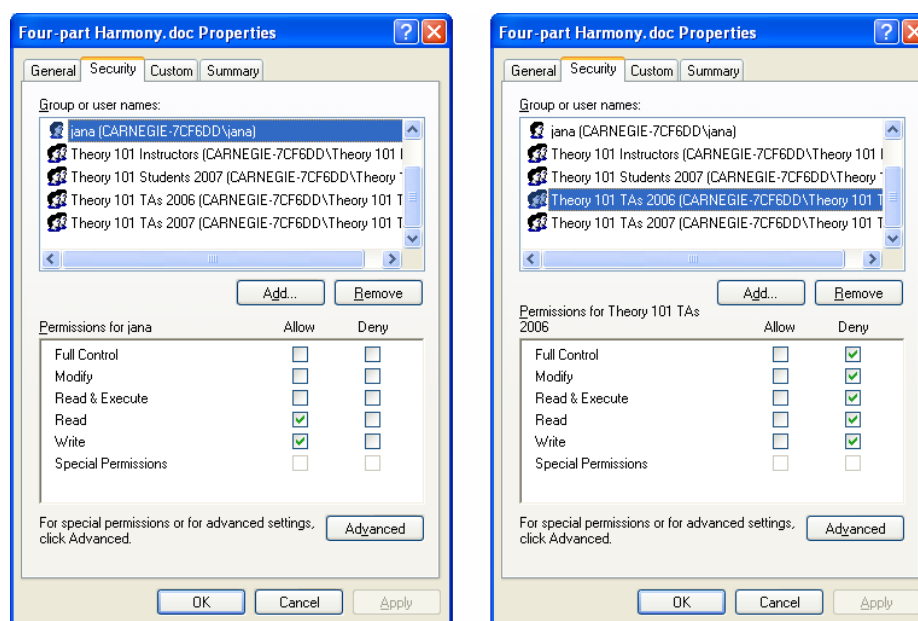 Four-part Harmony.doc Properties
General Security Custom Summary
Group or user names:
jana (CARNEGIE-7CF6DD\jana)
Theory 101 Instructors (CARNEGIE-7CF6DD\Theory 101 I
Theory 101 Students 2007 (CARNEGIE-7CF6DD\Theory
Theory 101 TAs 2006 (CARNEGIE-7CF6DD\Theory 101 T
Theory 101 TAs 2007 (CARNEGIE-7CF6DD\Theory 101 T
Add... Remove
Permissions for jana Allow Deny
Full Control
Modify
Read & Execute
Read
Write
Special Permissions
For special permissions or for advanced settings,
click Advanced.
Advanced
OK Cancel Apply
Four-part Harmony.doc Properties
General Security Custom Summary
Group or user names:
jana (CARNEGIE-7CF6DD\jana)
Theory 101 Instructors (CARNEGIE-7CF6DD\Theory 101 I
Theory 101 Students 2007 (CARNEGIE-7CF6DD\Theory
Theory 101 TAs 2006 (CARNEGIE-7CF6DD\Theory 101 T
Theory 101 TAs 2007 (CARNEGIE-7CF6DD\Theory 101 T
Add... Remove
Permissions for Theory 101 TAs
2006 Allow Deny
Full Control
Modify
Read & Execute
Read
Write
Special Permissions
For special permissions or for advanced settings,
click Advanced.
Advanced
OK Cancel Apply